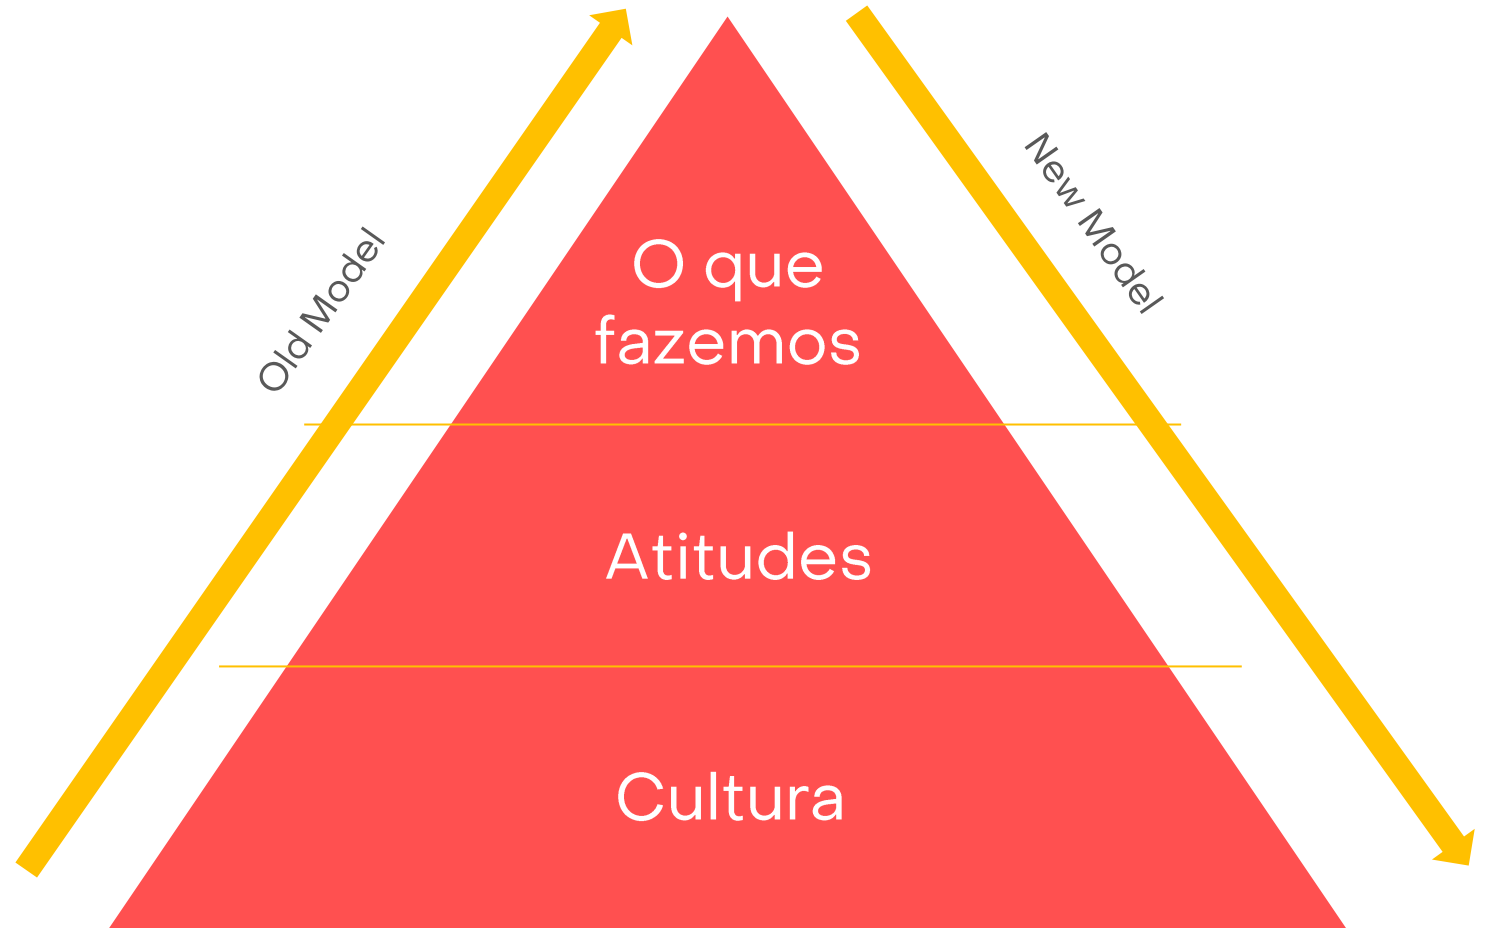 Old Model
New Model
O que
fazemos
Atitudes
Cultura